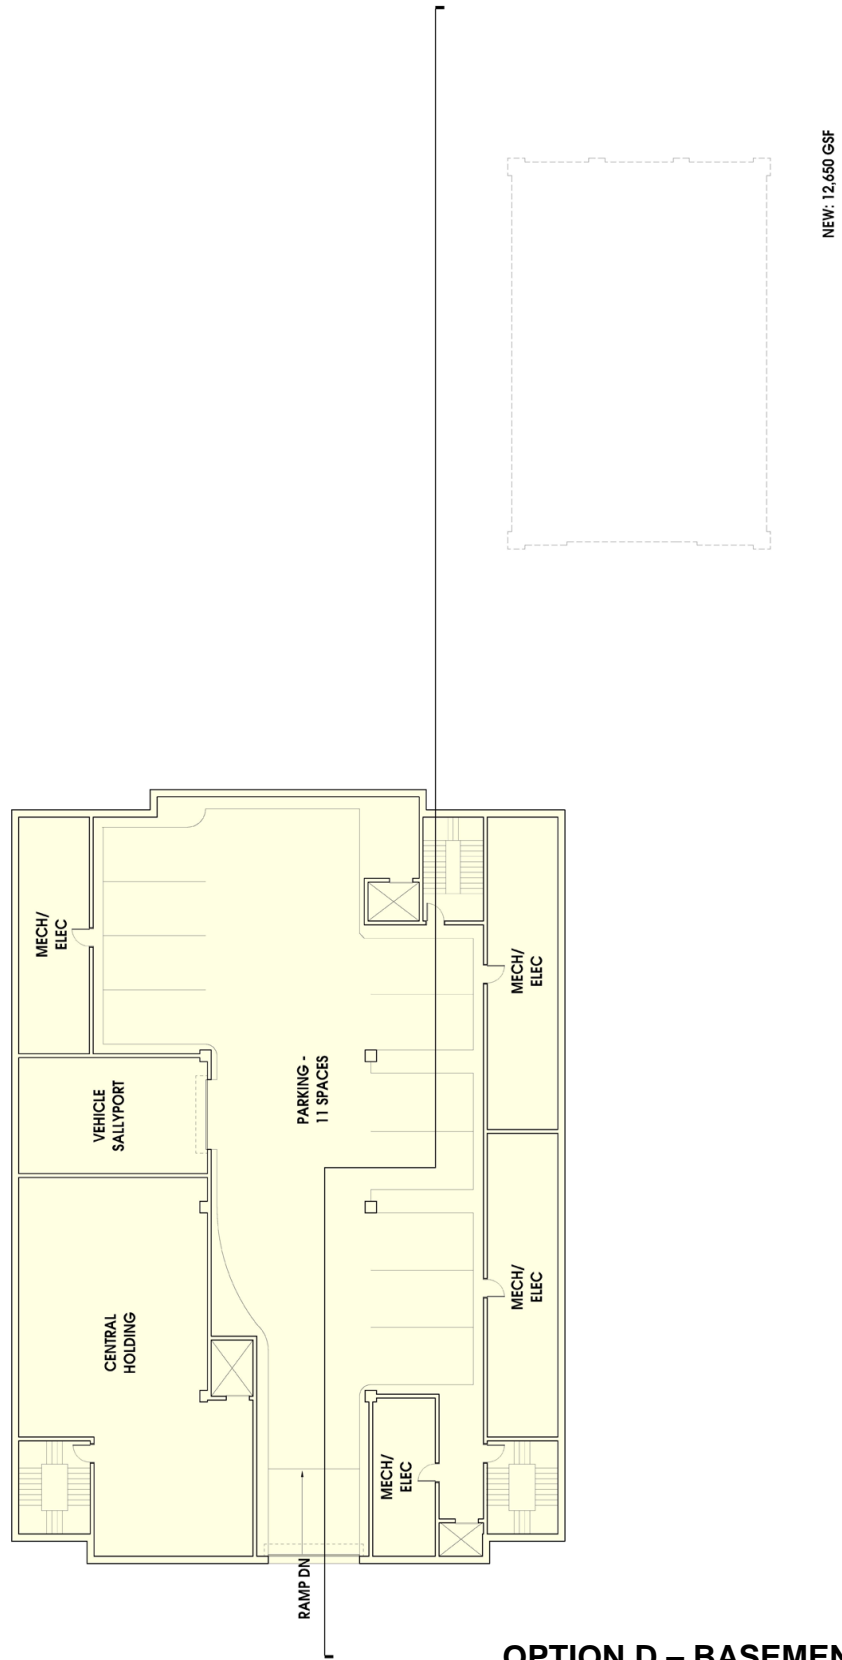 NEW: 12,650 GSF
MECH/
ELEC
MECH/
ELEC
VEHICLE
SALLYPORT
PARKING -
11 SPACES
CENTRAL
HOLDING
MECH/
ELEC
MECH/
ELEC
RAMP DN
OPTION D – BASEMEN